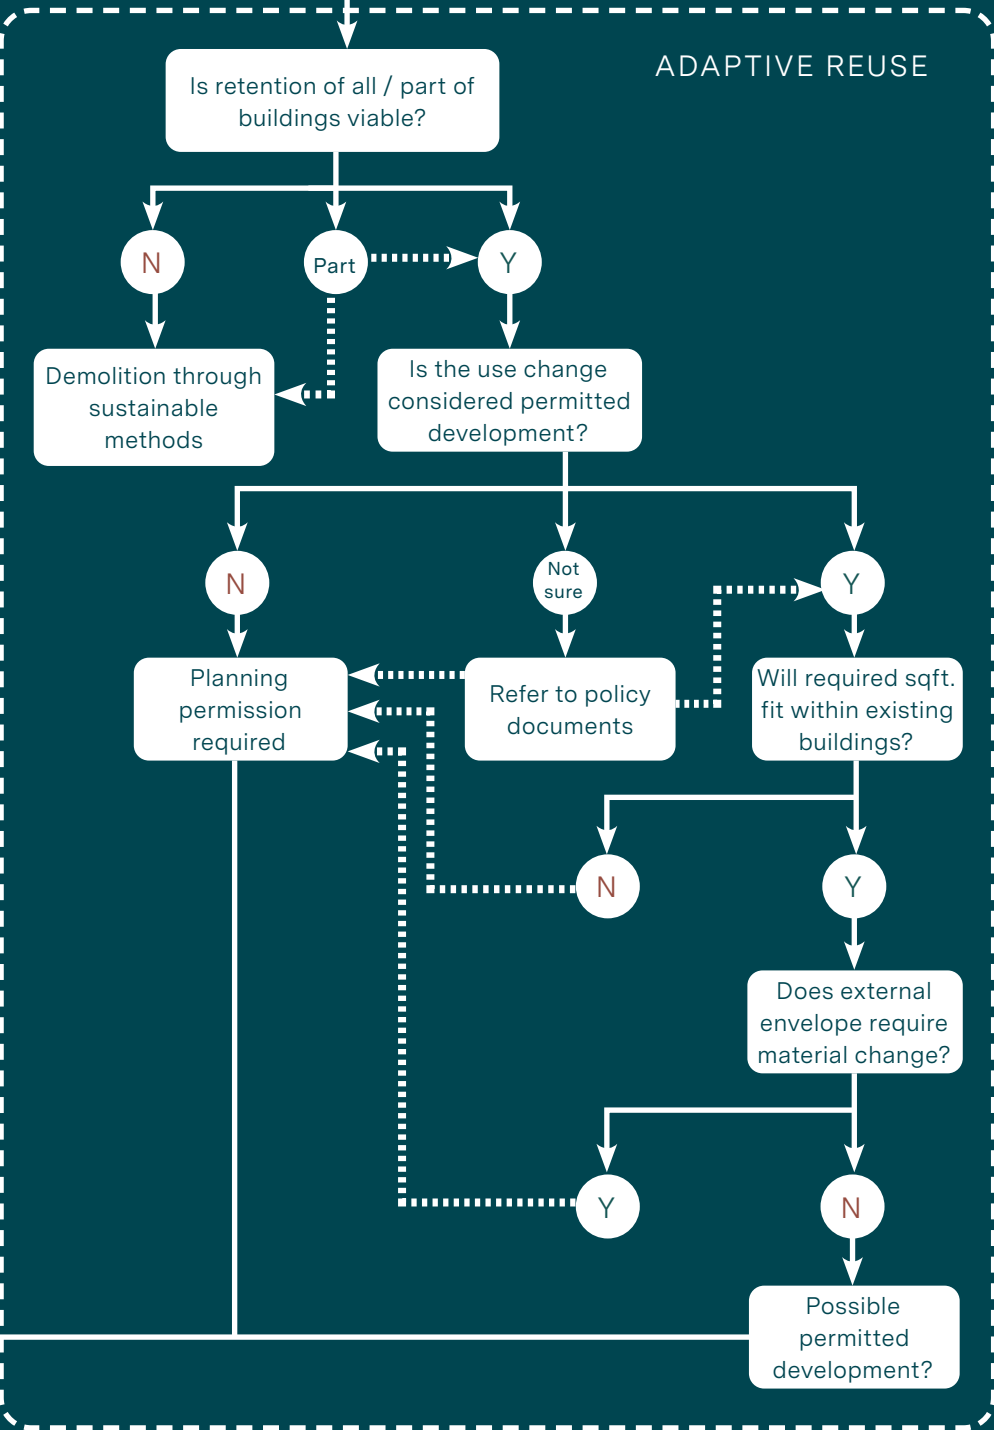 ADAPTIVE REUSE
Is retention of all / part of
buildings viable?
N
Part
Y
Demolition through
sustainable
methods
Is the use change
considered permitted
development?
N
Not
sure
Y
Planning
permission
required
Refer to policy
documents
Will required sqft.
fit within existing
buildings?
N
Y
Does external
envelope require
material change?
Y
N
Possible
permitted
development?